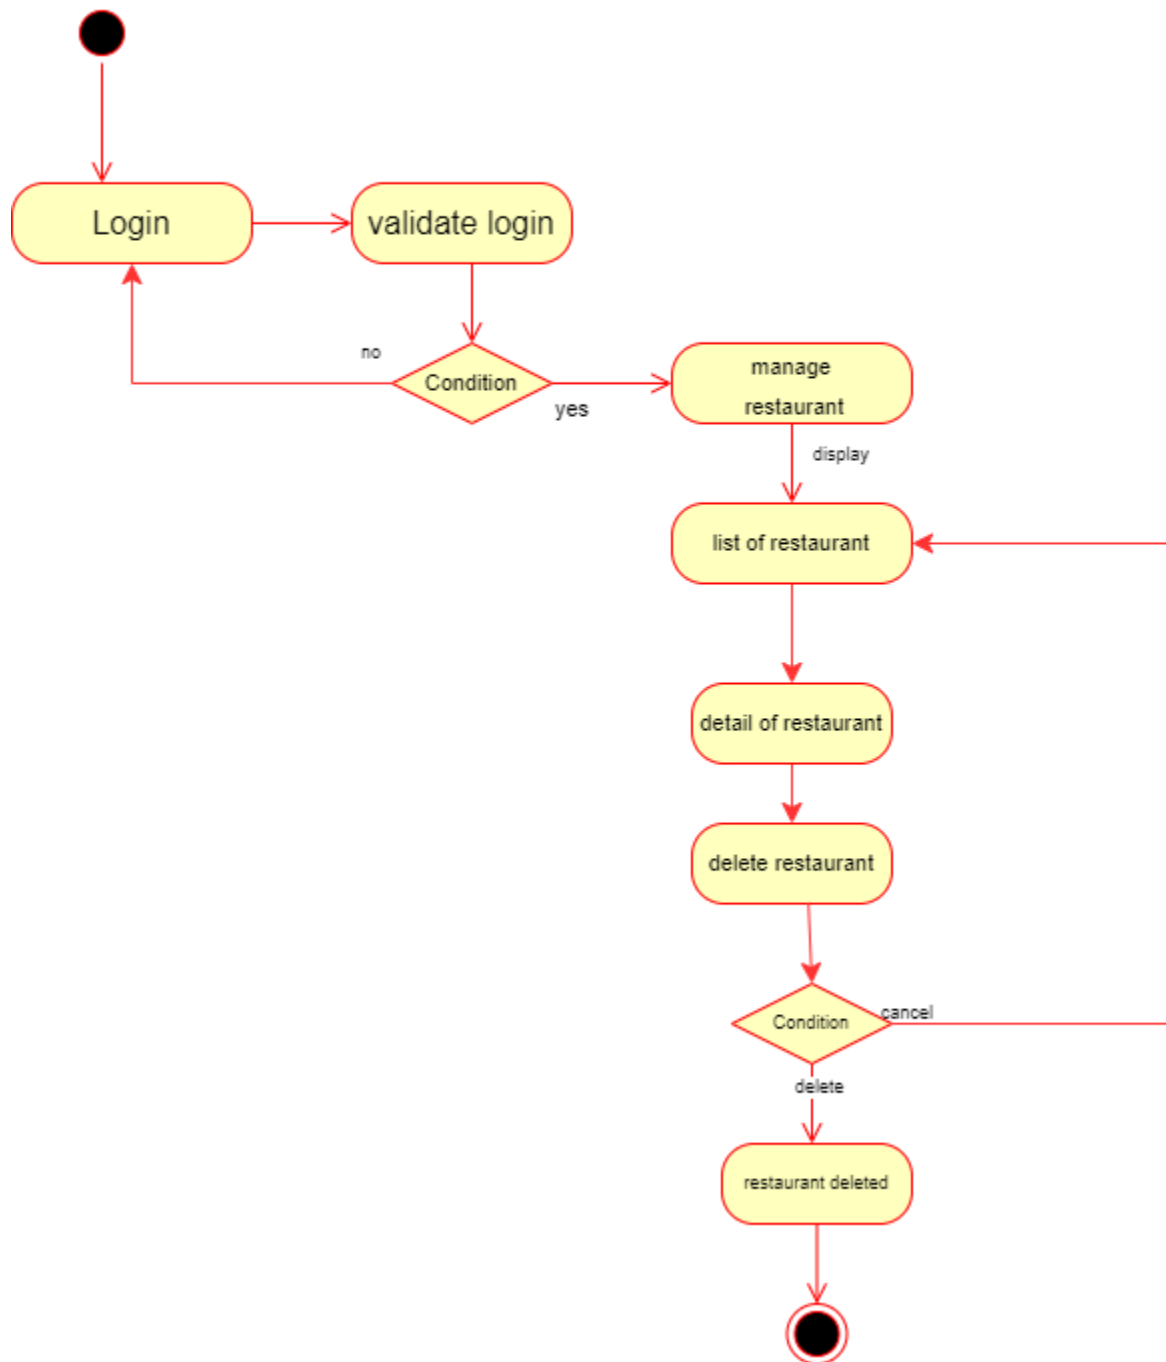 Login
validate login
no
Condition
yes
manage
restaurant
display
list of restaurant
detail of restaurant
delete restaurant
Condition
cancel
delete
restaurant deleted